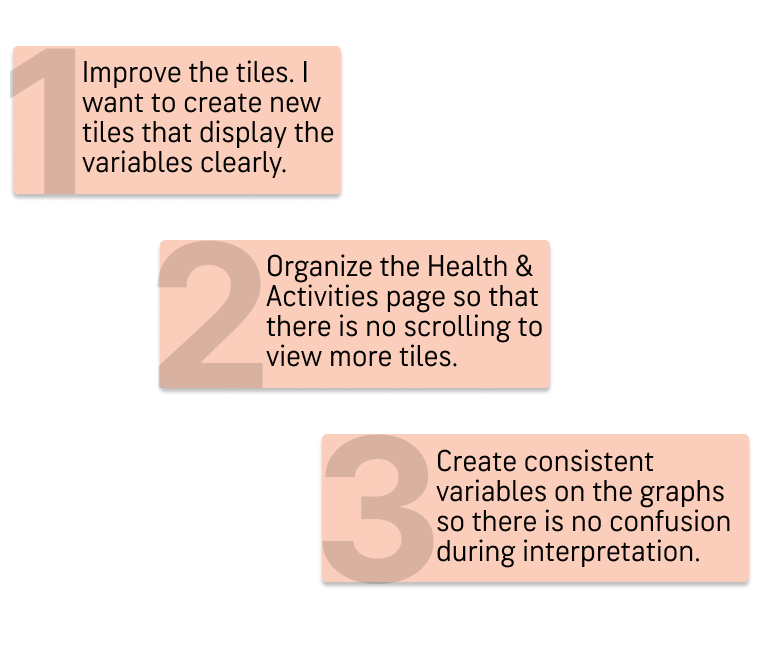 1
Improve the tiles. I
want to create new
tiles that display the
variables clearly.
2
Organize the Health &
Activities page so that
there is no scrolling to
view more tiles.
3
Create consistent
variables on the graphs
so there is no confusion
during interpretation.